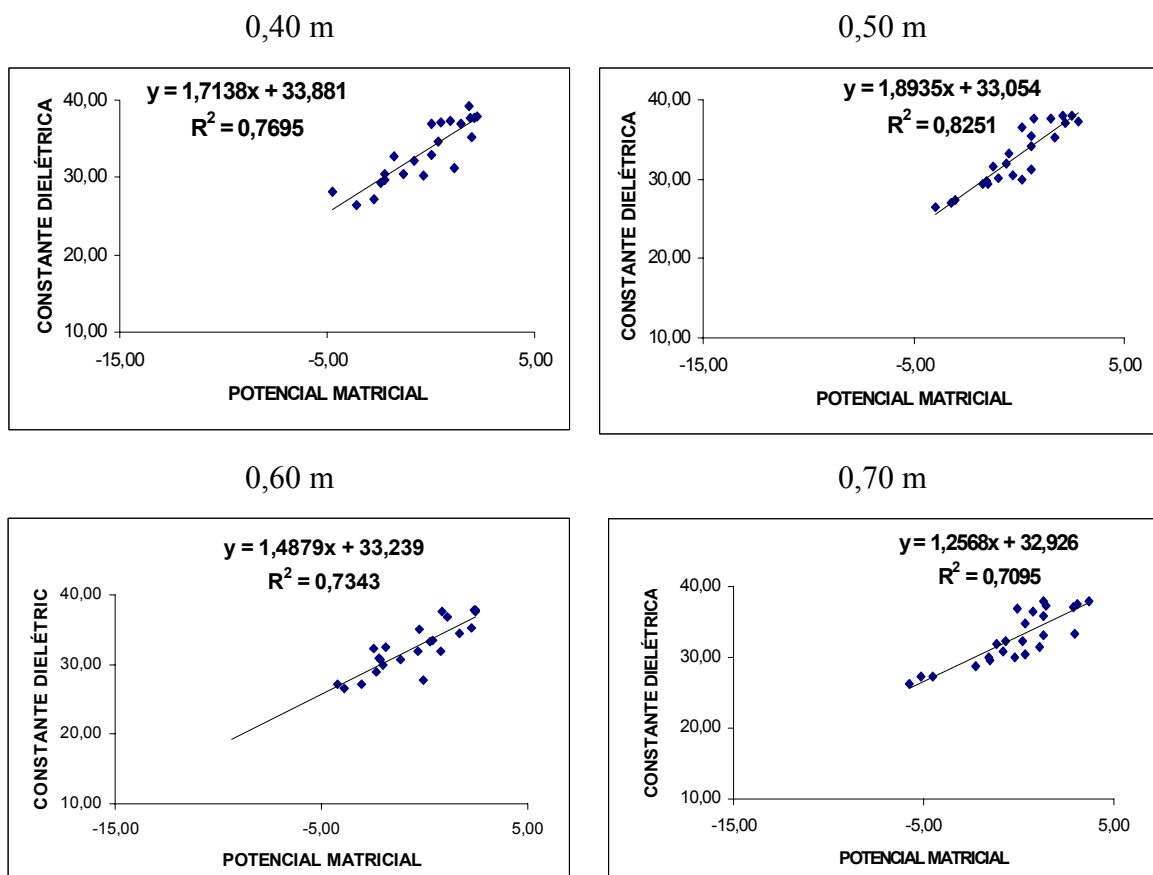 0,40 m
0,50 m
y = 1,7138x + 33,881
R² = 0,7695
CONSTANTE DIELÉTRICA
40,00
30,00
20,00
10,00
-15,00 -5,00 5,00
POTENCIAL MATRICIAL
y = 1,8935x + 33,054
R² = 0,8251
CONSTANTE DIELÉTRICA
40,00
30,00
20,00
10,00
-15,00 -5,00 5,00
POTENCIAL MATRICIAL
0,60 m
0,70 m
y = 1,4879x + 33,239
R² = 0,7343
CONSTANTE DIELÉTRIC
40,00
30,00
20,00
10,00
-15,00 -5,00 5,00
POTENCIAL MATRICIAL
y = 1,2568x + 32,926
R² = 0,7095
CONSTANTE DIELÉTRICA
40,00
30,00
20,00
10,00
-15,00 -5,00 5,00
POTENCIAL MATRICIAL